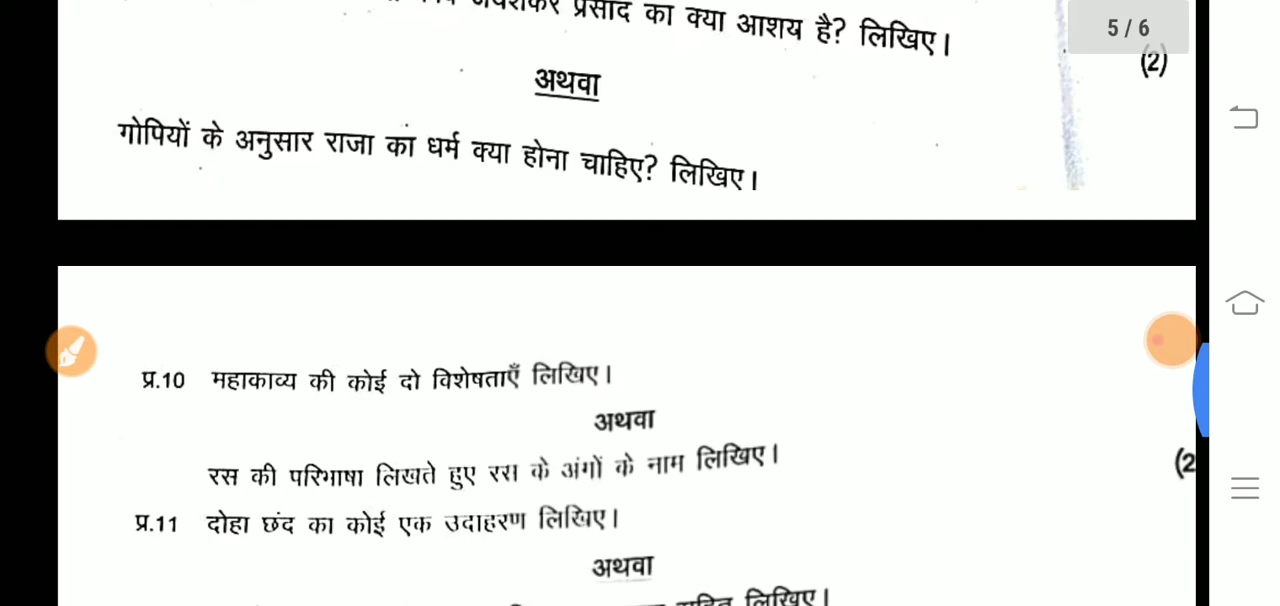 प्रसाद का क्या आशय है? लिखिए।
5 / 6
(2)
अथवा
गोपियों के अनुसार राजा का धर्म क्या होना चाहिए? लिखिए।
प्र.10 महाकाव्य की कोई दो विशेषताएँ लिखिए।
अथवा
रस की परिभाषा लिखते हुए रस के अंगों के नाम लिखिए।
(2
प्र.11 दोहा छंद का कोई एक उदाहरण लिखिए।
अथवा
लिखिए।